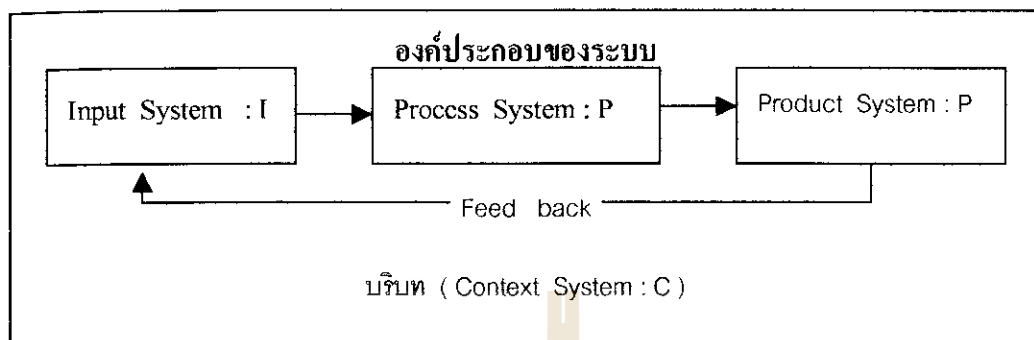 องค์ประกอบของระบบ
Input System : I
Process System : P
Product System : P
Feed back
บริบท ( Context System : C )